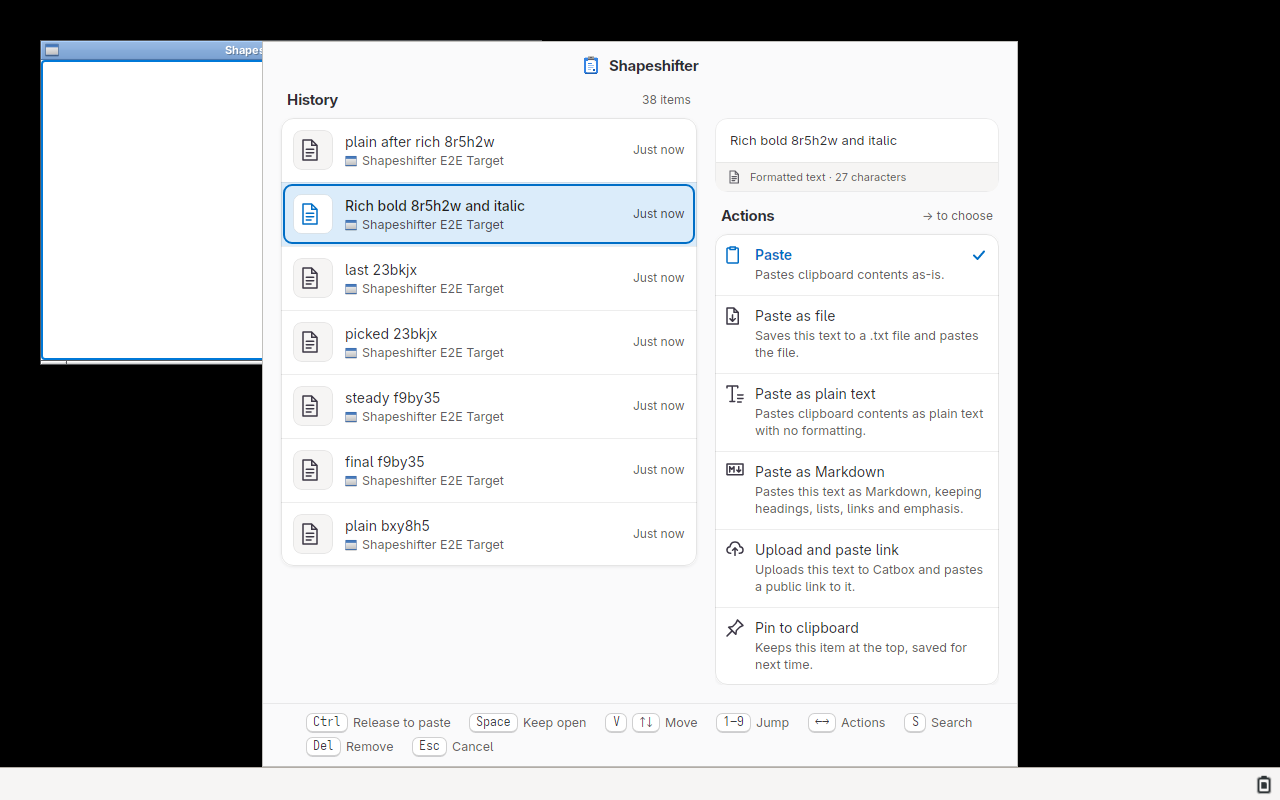 Shapes
Shapeshifter
History
38 items
plain after rich 8r5h2w
Shapeshifter E2E Target
Just now
Rich bold 8r5h2w and italic
Shapeshifter E2E Target
Just now
last 23bkjx
Shapeshifter E2E Target
Just now
picked 23bkjx
Shapeshifter E2E Target
Just now
steady f9by35
Shapeshifter E2E Target
Just now
final f9by35
Shapeshifter E2E Target
Just now
plain bxy8h5
Shapeshifter E2E Target
Just now
Rich bold 8r5h2w and italic
Formatted text · 27 characters
Actions
→ to choose
Paste
Pastes clipboard contents as-is.
Paste as file
Saves this text to a .txt file and pastes
the file.
Paste as plain text
Pastes clipboard contents as plain text
with no formatting.
Paste as Markdown
Pastes this text as Markdown, keeping
headings, lists, links and emphasis.
Upload and paste link
Uploads this text to Catbox and pastes
a public link to it.
Pin to clipboard
Keeps this item at the top, saved for
next time.
Ctrl Release to paste Space Keep open V ↑↓ Move 1–9 Jump ↔ Actions S Search
Del Remove Esc Cancel